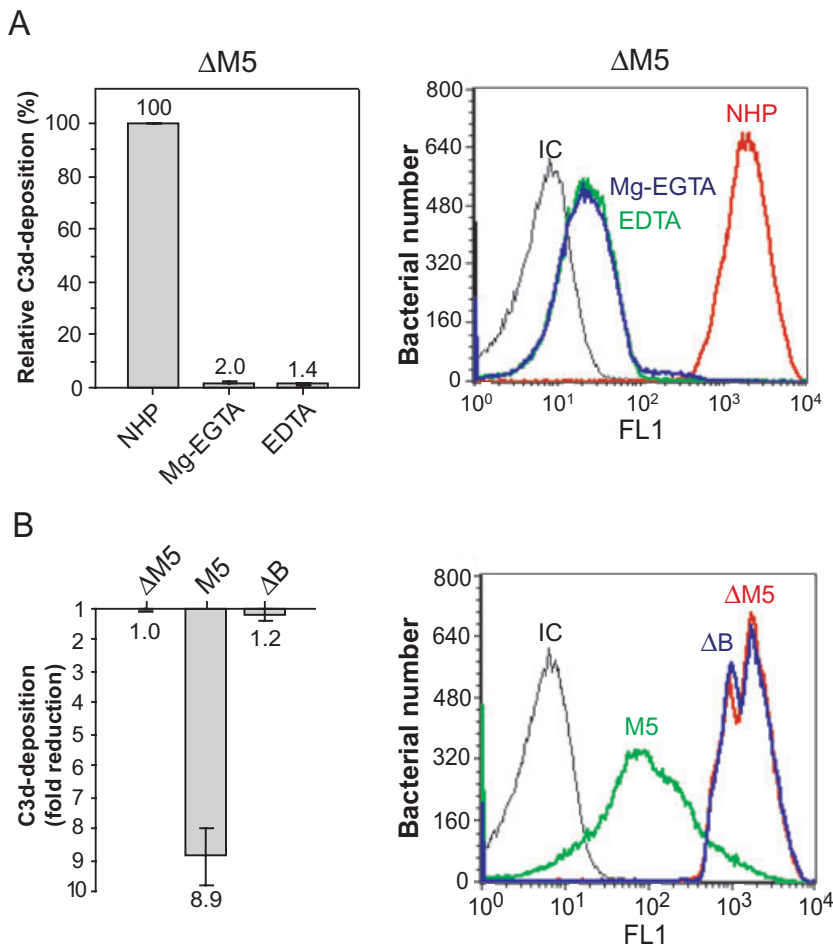 A
ΔM5
Relative C3d-deposition (%)
100
80
60
40
20
0
100
2.0
1.4
NHP
Mg-EGTA
EDTA
ΔM5
Bacterial number
800
640
480
320
160
0
IC
NHP
Mg-EGTA
EDTA
10⁰
10¹
10²
10³
10⁴
FL1
B
ΔM5
M5
ΔB
C3d-deposition
(fold reduction)
1
2
3
4
5
6
7
8
9
10
1.0
8.9
1.2
Bacterial number
800
640
480
320
160
0
IC
M5
ΔB
ΔM5
10⁰
10¹
10²
10³
10⁴
FL1